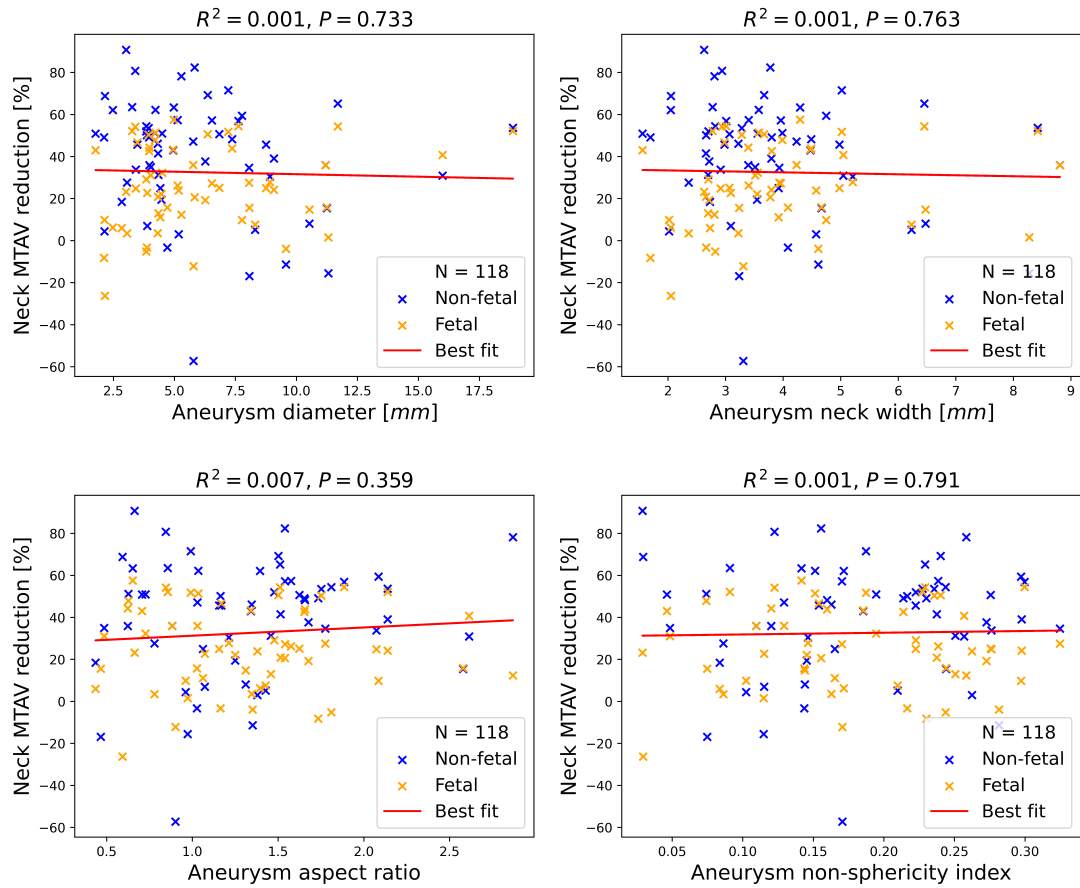 R² = 0.001, P = 0.733
Neck MTAV reduction [%]
80
60
40
20
0
−20
−40
−60
N = 118
Non-fetal
Fetal
Best fit
2.5 5.0 7.5 10.0 12.5 15.0 17.5
Aneurysm diameter [mm]
R² = 0.001, P = 0.763
Neck MTAV reduction [%]
80
60
40
20
0
−20
−40
−60
N = 118
Non-fetal
Fetal
Best fit
2 3 4 5 6 7 8 9
Aneurysm neck width [mm]
R² = 0.007, P = 0.359
Neck MTAV reduction [%]
80
60
40
20
0
−20
−40
−60
N = 118
Non-fetal
Fetal
Best fit
0.5 1.0 1.5 2.0 2.5
Aneurysm aspect ratio
R² = 0.001, P = 0.791
Neck MTAV reduction [%]
80
60
40
20
0
−20
−40
−60
N = 118
Non-fetal
Fetal
Best fit
0.05 0.10 0.15 0.20 0.25 0.30
Aneurysm non-sphericity index